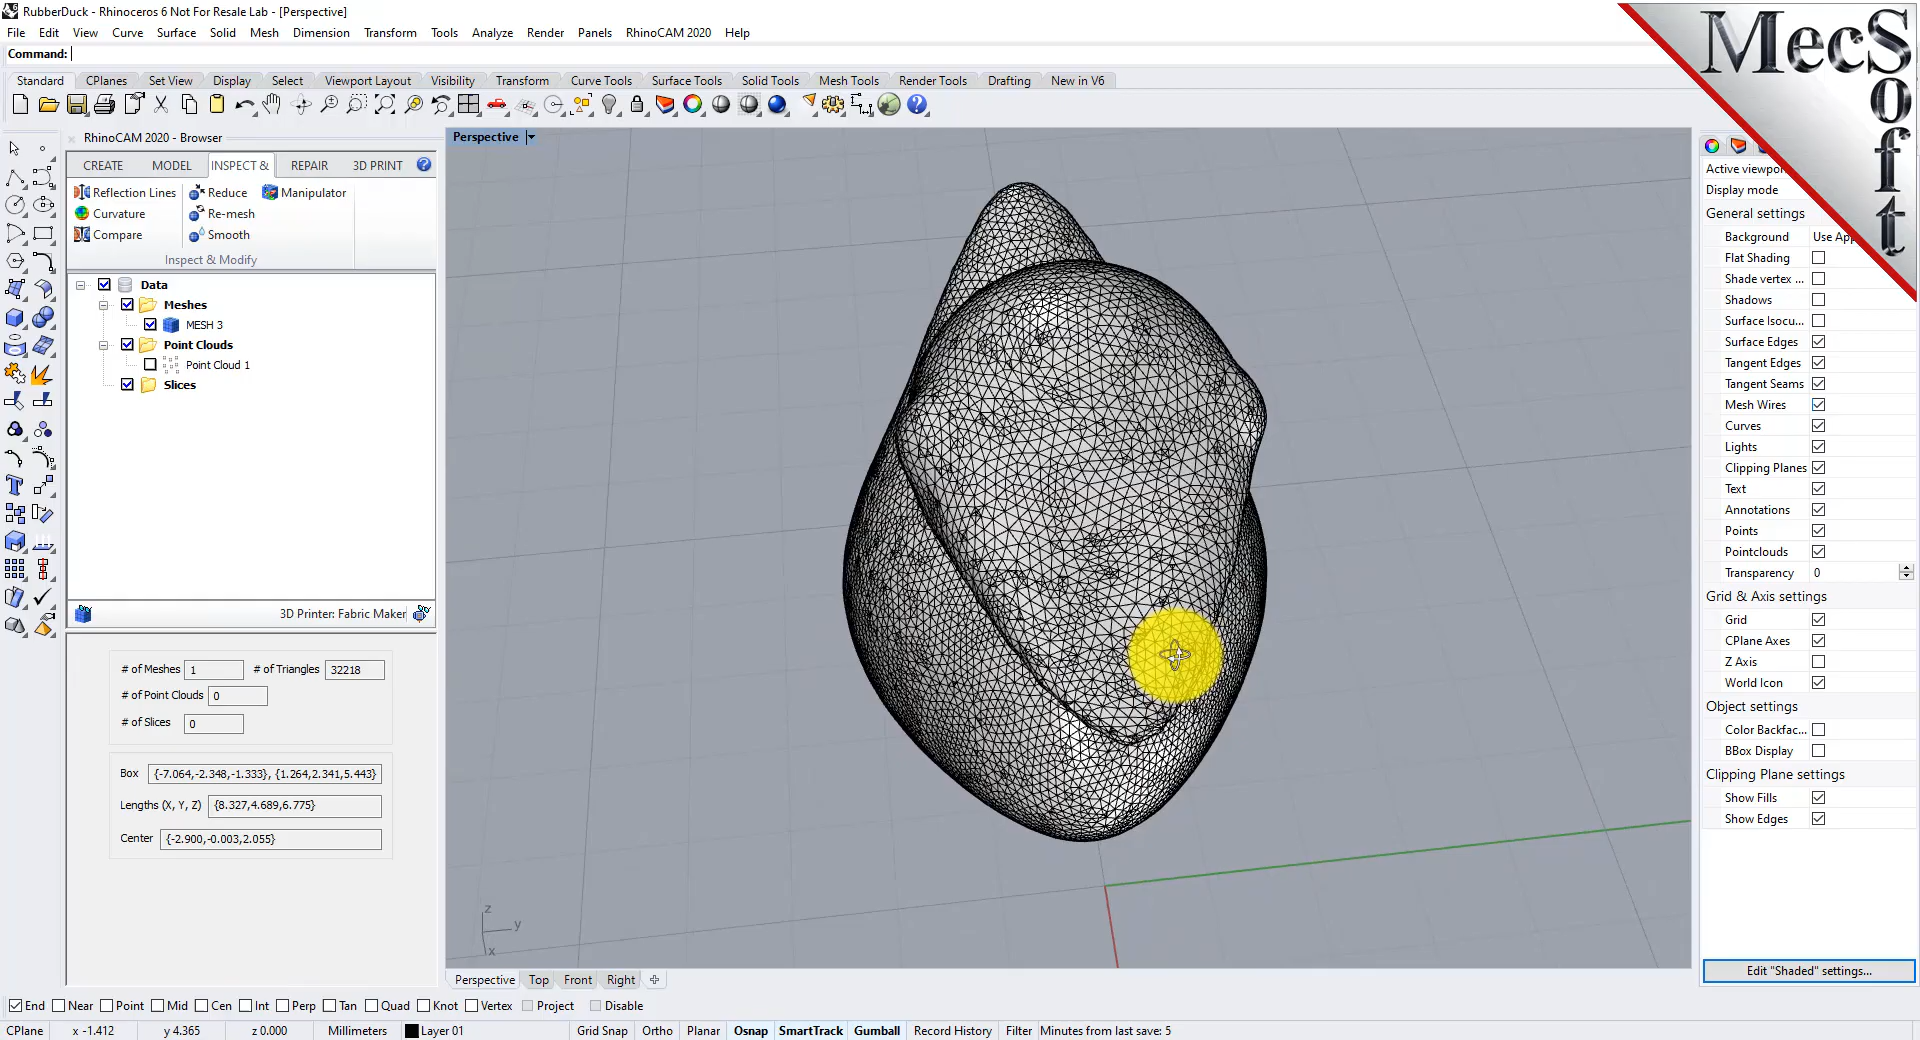 RubberDuck - Rhinoceros 6 Not For Resale Lab - [Perspective]
File Edit View Curve Surface Solid Mesh Dimension Transform Tools Analyze Render Panels RhinoCAM 2020 Help
Command:
Standard CPlanes Set View Display Select Viewport Layout Visibility Transform Curve Tools Surface Tools Solid Tools Mesh Tools Render Tools Drafting New in V6
MecSoft
RhinoCAM 2020 - Browser
CREATE MODEL INSPECT & REPAIR 3D PRINT
Reflection Lines Reduce Manipulator
Curvature Re-mesh
Compare Smooth
Inspect & Modify
Data
Meshes
MESH 3
Point Clouds
Point Cloud 1
Slices
3D Printer: Fabric Maker
# of Meshes 1 # of Triangles 32218
# of Point Clouds 0
# of Slices 0
Box {-7.064,-2.348,-1.333}, {1.264,2.341,5.443}
Lengths (X, Y, Z) {8.327,4.689,6.775}
Center {-2.900,-0.003,2.055}
Perspective
z
y
x
Perspective Top Front Right
Active viewpor
Display mode
General settings
Background Use App
Flat Shading
Shade vertex ...
Shadows
Surface Isocu...
Surface Edges
Tangent Edges
Tangent Seams
Mesh Wires
Curves
Lights
Clipping Planes
Text
Annotations
Points
Pointclouds
Transparency 0
Grid & Axis settings
Grid
CPlane Axes
Z Axis
World Icon
Object settings
Color Backfac...
BBox Display
Clipping Plane settings
Show Fills
Show Edges
Edit "Shaded" settings...
End Near Point Mid Cen Int Perp Tan Quad Knot Vertex Project Disable
CPlane x -1.412 y 4.365 z 0.000 Millimeters Layer 01 Grid Snap Ortho Planar Osnap SmartTrack Gumball Record History Filter Minutes from last save: 5